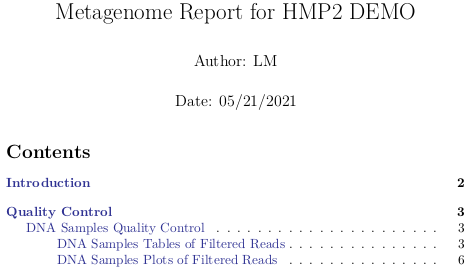 Metagenome Report for HMP2 DEMO
Author: LM
Date: 05/21/2021
Contents
Introduction 2
Quality Control 3
DNA Samples Quality Control . . . . . . . . . . . . . . . . . . . . . . 3
DNA Samples Tables of Filtered Reads . . . . . . . . . . . . . . . 3
DNA Samples Plots of Filtered Reads . . . . . . . . . . . . . . . 6